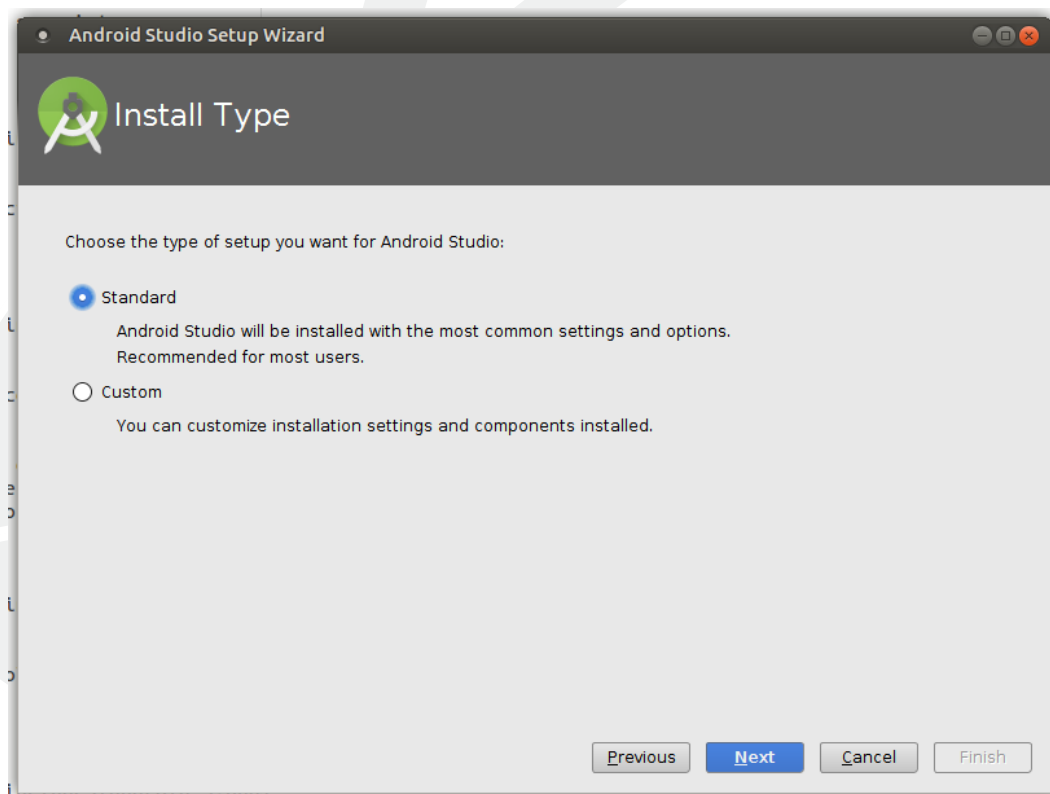 Android Studio Setup Wizard
Install Type
Choose the type of setup you want for Android Studio:
Standard
Android Studio will be installed with the most common settings and options.
Recommended for most users.
Custom
You can customize installation settings and components installed.
Previous
Next
Cancel
Finish